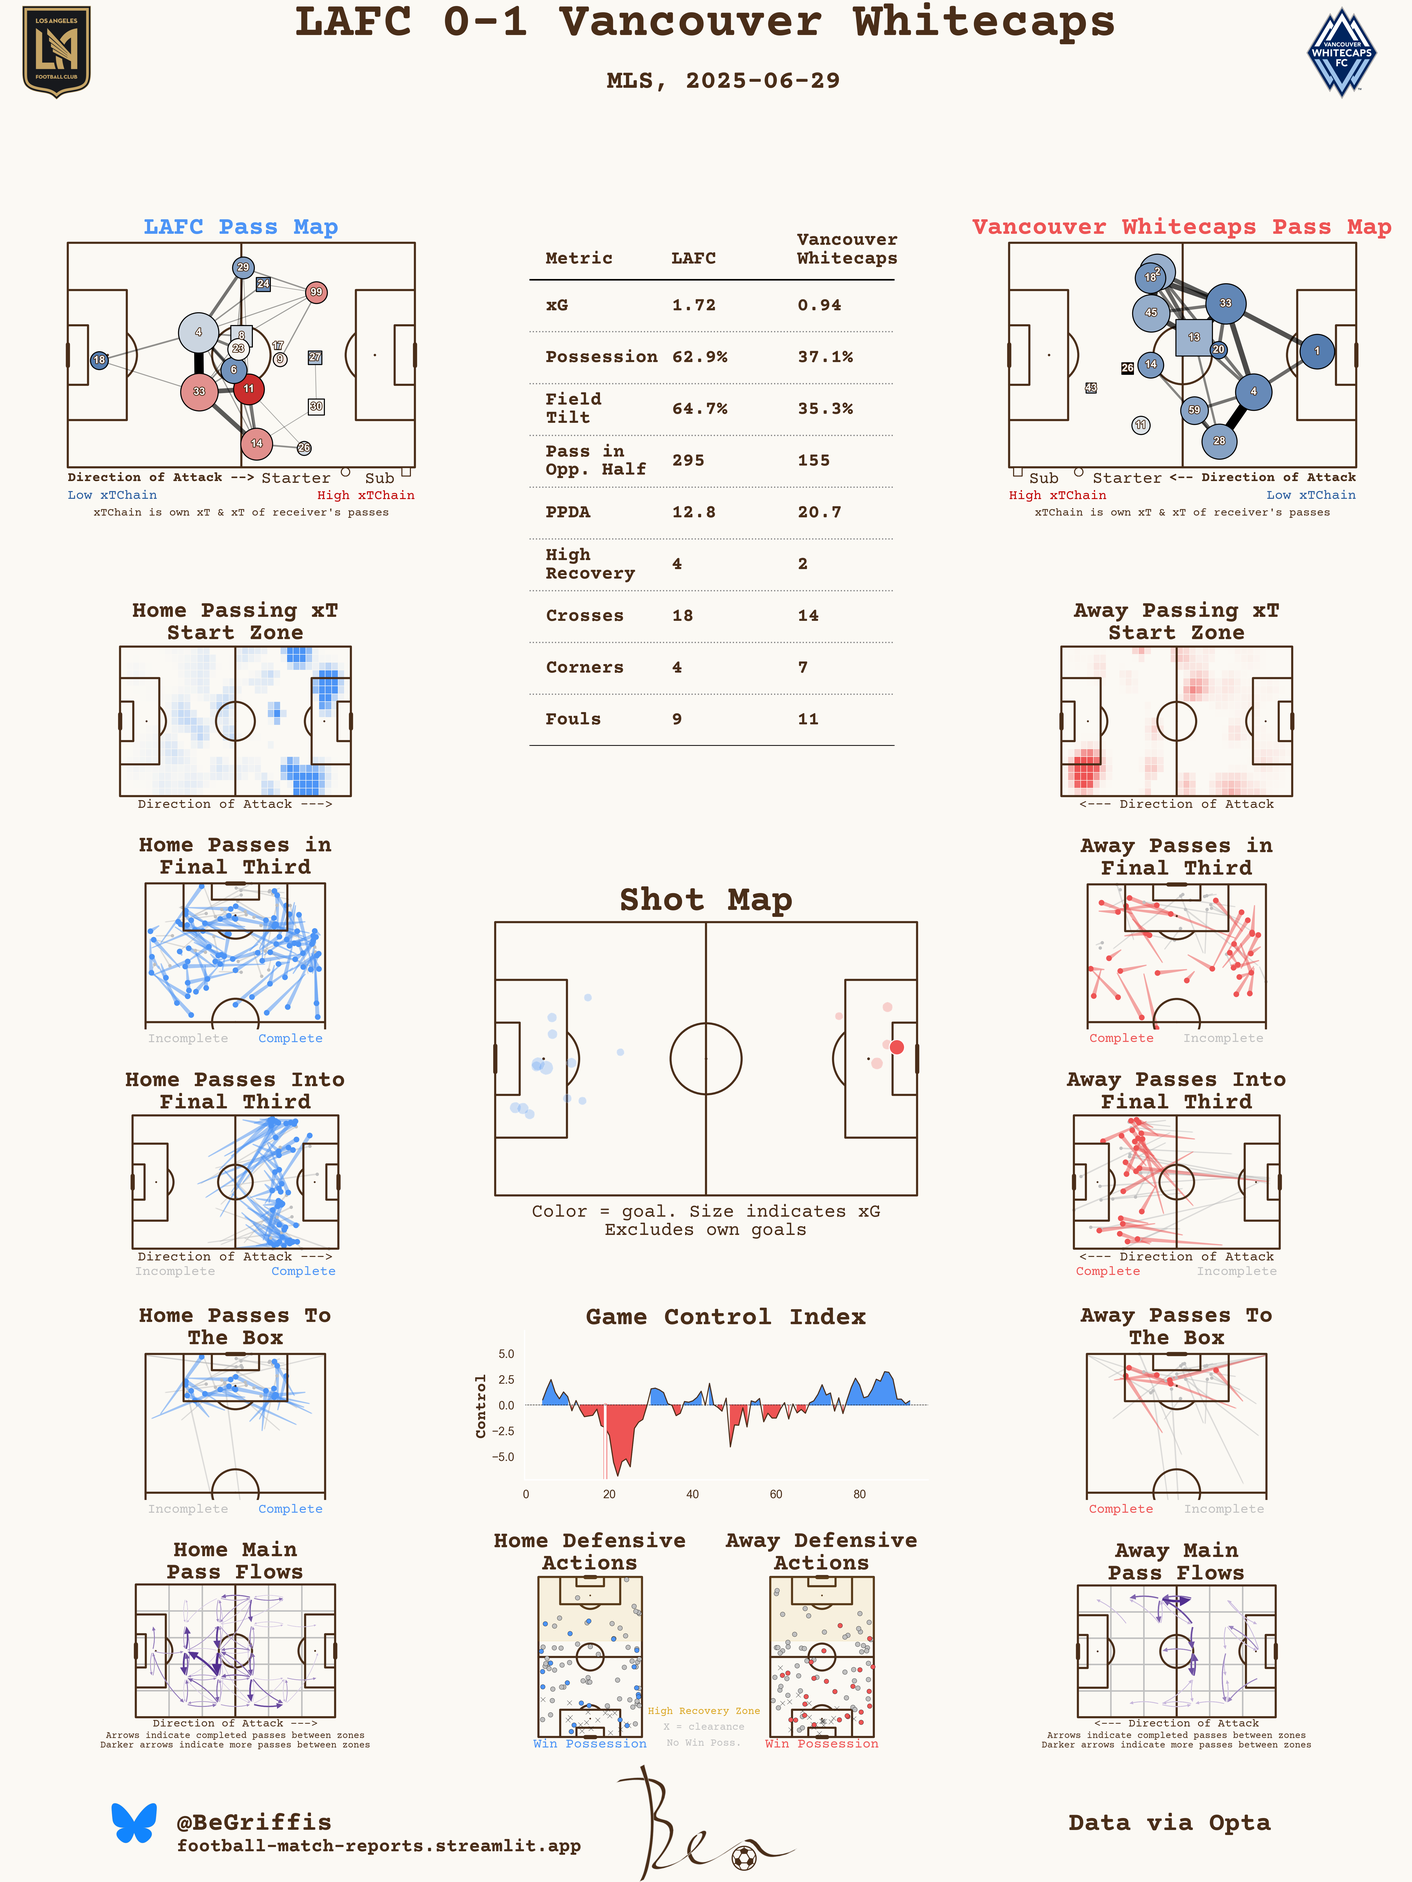 LAFC 0-1 Vancouver Whitecaps
MLS, 2025-06-29
LOS ANGELES
FOOTBALL CLUB
VANCOUVER
WHITECAPS
FC
LAFC Pass Map
29
24
99
4
8
23
17
9
27
18
6
33
11
30
14
26
Direction of Attack --> Starter Sub
Low xTChain High xTChain
xTChain is own xT & xT of receiver's passes
Metric LAFC Vancouver Whitecaps
xG 1.72 0.94
Possession 62.9% 37.1%
Field Tilt 64.7% 35.3%
Pass in Opp. Half 295 155
PPDA 12.8 20.7
High Recovery 4 2
Crosses 18 14
Corners 4 7
Fouls 9 11
Vancouver Whitecaps Pass Map
18
2
45
33
13
20
1
14
26
43
4
59
11
28
Sub Starter <-- Direction of Attack
High xTChain Low xTChain
xTChain is own xT & xT of receiver's passes
Home Passing xT
Start Zone
Direction of Attack --->
Away Passing xT
Start Zone
<--- Direction of Attack
Home Passes in
Final Third
Incomplete Complete
Shot Map
Color = goal. Size indicates xG
Excludes own goals
Away Passes in
Final Third
Complete Incomplete
Home Passes Into
Final Third
Direction of Attack --->
Incomplete Complete
Away Passes Into
Final Third
<--- Direction of Attack
Complete Incomplete
Home Passes To
The Box
Incomplete Complete
Game Control Index
Control
5.0
2.5
0.0
−2.5
−5.0
0 20 40 60 80
Away Passes To
The Box
Complete Incomplete
Home Main
Pass Flows
Direction of Attack --->
Arrows indicate completed passes between zones
Darker arrows indicate more passes between zones
Home Defensive
Actions
Win Possession
High Recovery Zone
X = clearance
No Win Poss.
Away Defensive
Actions
Win Possession
Away Main
Pass Flows
<--- Direction of Attack
Arrows indicate completed passes between zones
Darker arrows indicate more passes between zones
@BeGriffis
football-match-reports.streamlit.app
Ben
Data via Opta